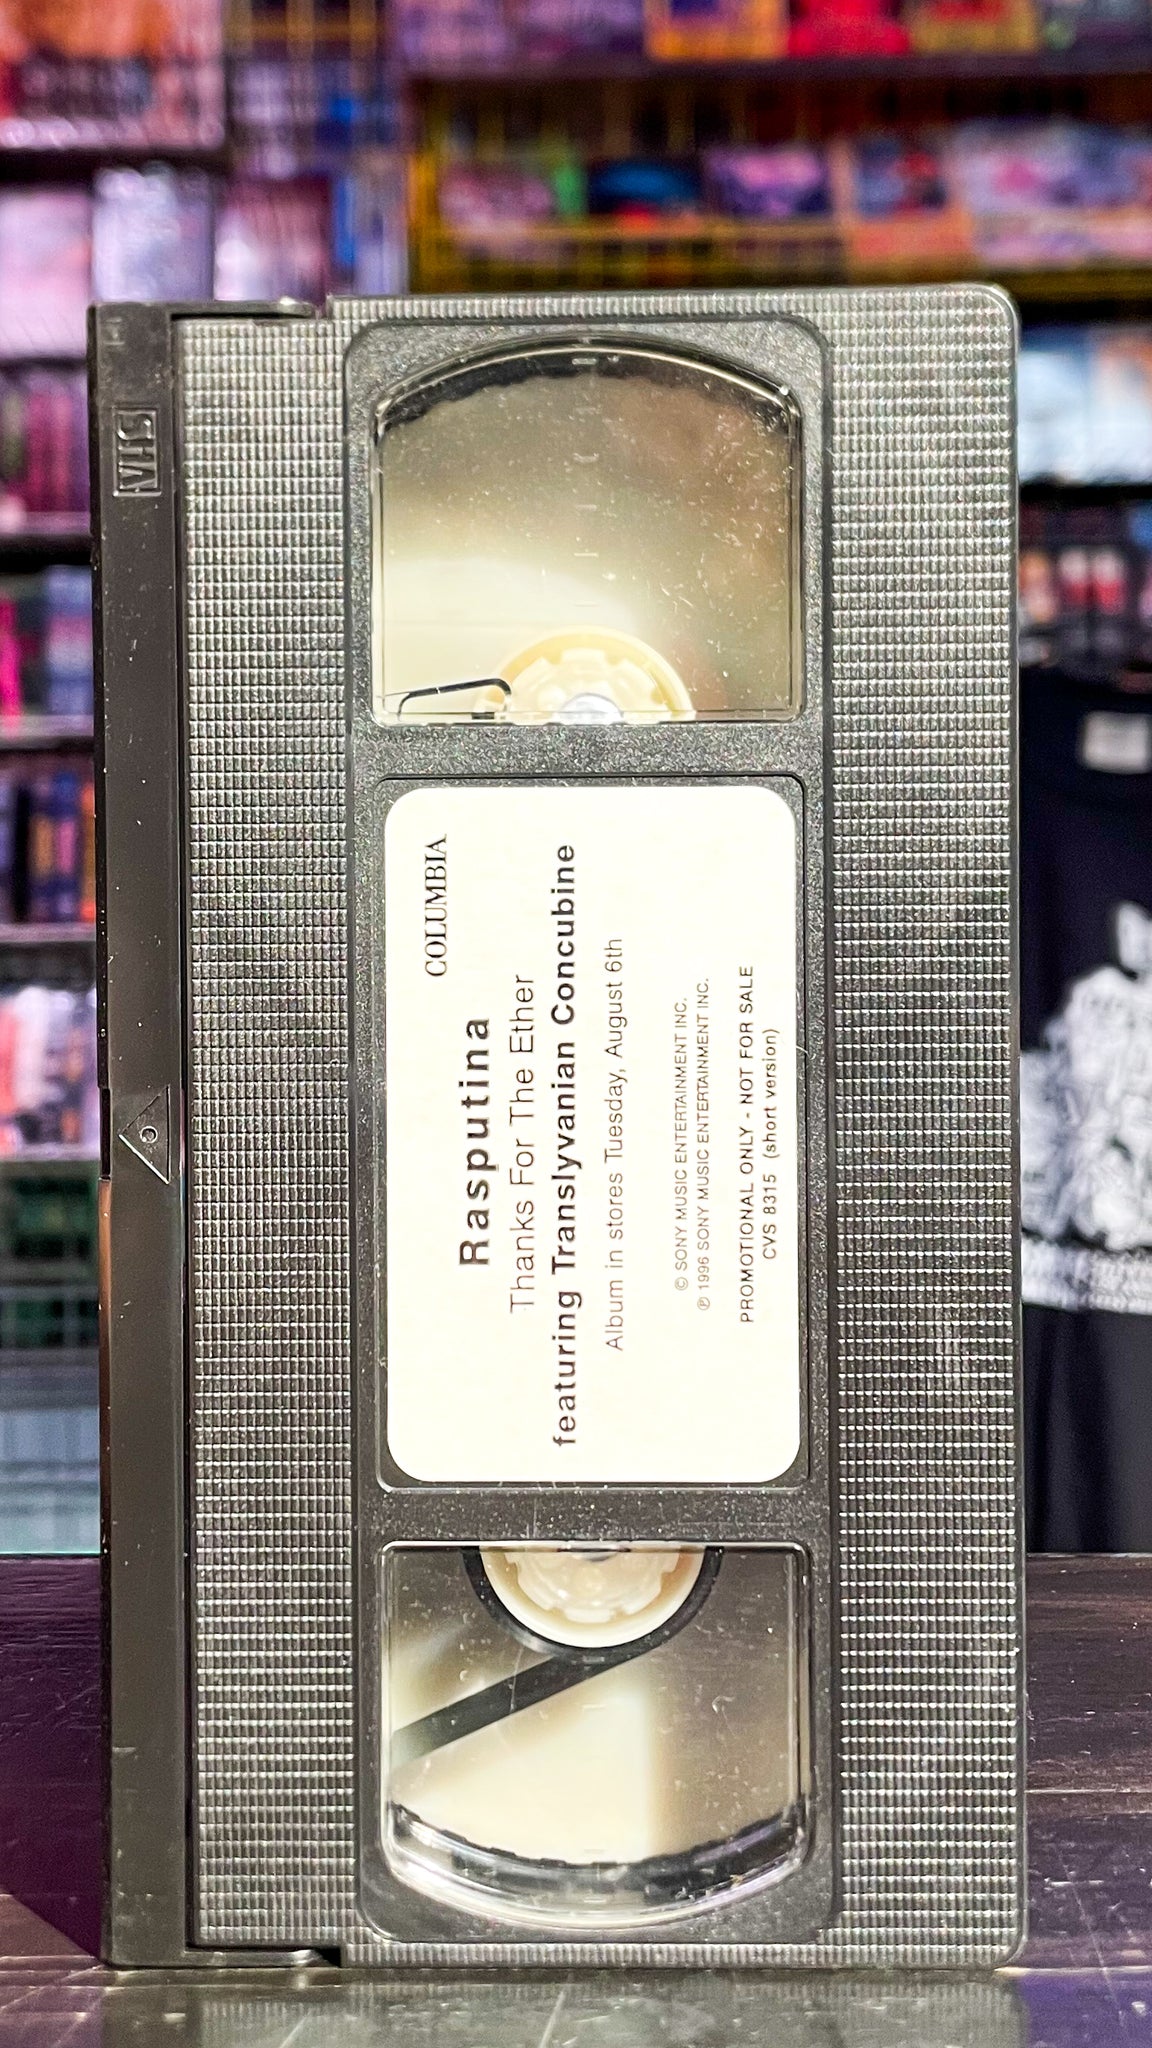 VHS
COLUMBIA
Rasputina
Thanks For The Ether
featuring Translyvanian Concubine
Album in stores Tuesday, August 6th
© SONY MUSIC ENTERTAINMENT INC.
℗ 1996 SONY MUSIC ENTERTAINMENT INC.
PROMOTIONAL ONLY - NOT FOR SALE
CVS 8315 (short version)